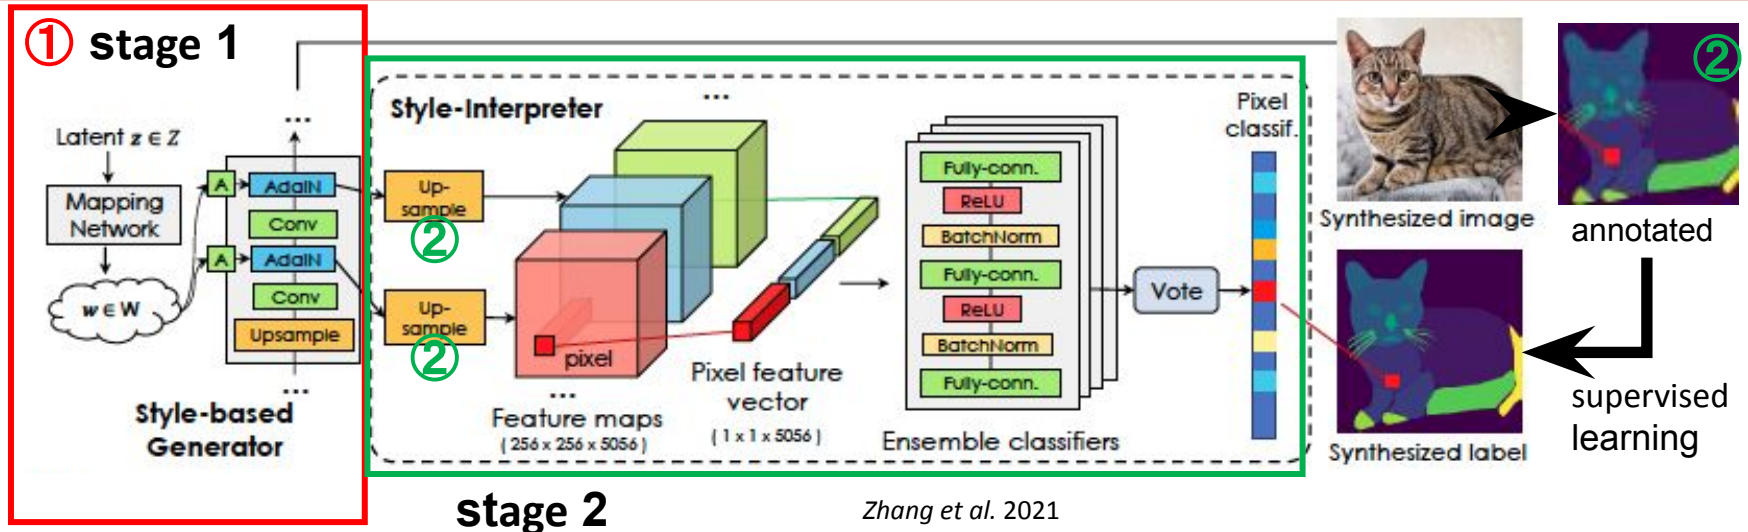 ① stage 1
Latent z ∈ Z
Mapping
Network
w ∈ W
...
A
AdaIN
Conv
A
AdaIN
Conv
Upsample
...
Style-based
Generator
Style-Interpreter
Up-
sample
②
Up-
sample
②
...
pixel
...
Feature maps
( 256 x 256 x 5056 )
Pixel feature
vector
( 1 x 1 x 5056 )
Fully-conn.
ReLU
BatchNorm
Fully-conn.
ReLU
BatchNorm
Fully-conn.
Ensemble classifiers
Vote
Pixel
classif.
Synthesized image
②
annotated
supervised
learning
Synthesized label
stage 2
Zhang et al. 2021